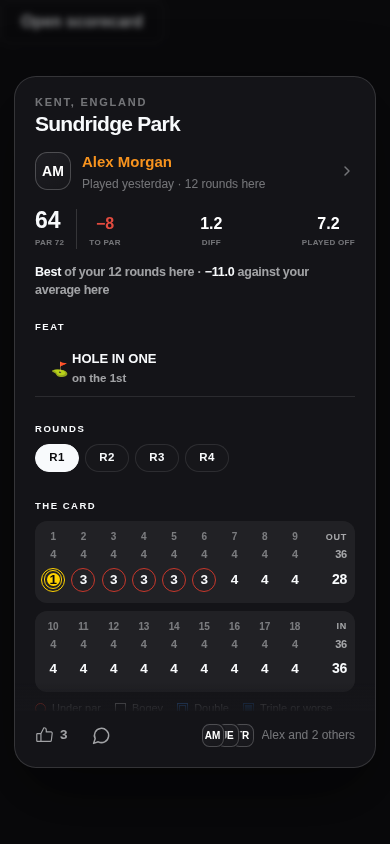 Open scorecard
KENT, ENGLAND
Sundridge Park
AM
Alex Morgan
Played yesterday · 12 rounds here
64
PAR 72
−8
TO PAR
1.2
DIFF
7.2
PLAYED OFF
Best of your 12 rounds here · −11.0 against your
average here
FEAT
HOLE IN ONE
on the 1st
ROUNDS
R1 R2 R3 R4
THE CARD
1 2 3 4 5 6 7 8 9 OUT
4 4 4 4 4 4 4 4 4 36
1 3 3 3 3 3 4 4 4 28
10 11 12 13 14 15 16 17 18 IN
4 4 4 4 4 4 4 4 4 36
4 4 4 4 4 4 4 4 4 36
Under par Bogey Double Triple or worse
3 AM Alex and 2 others